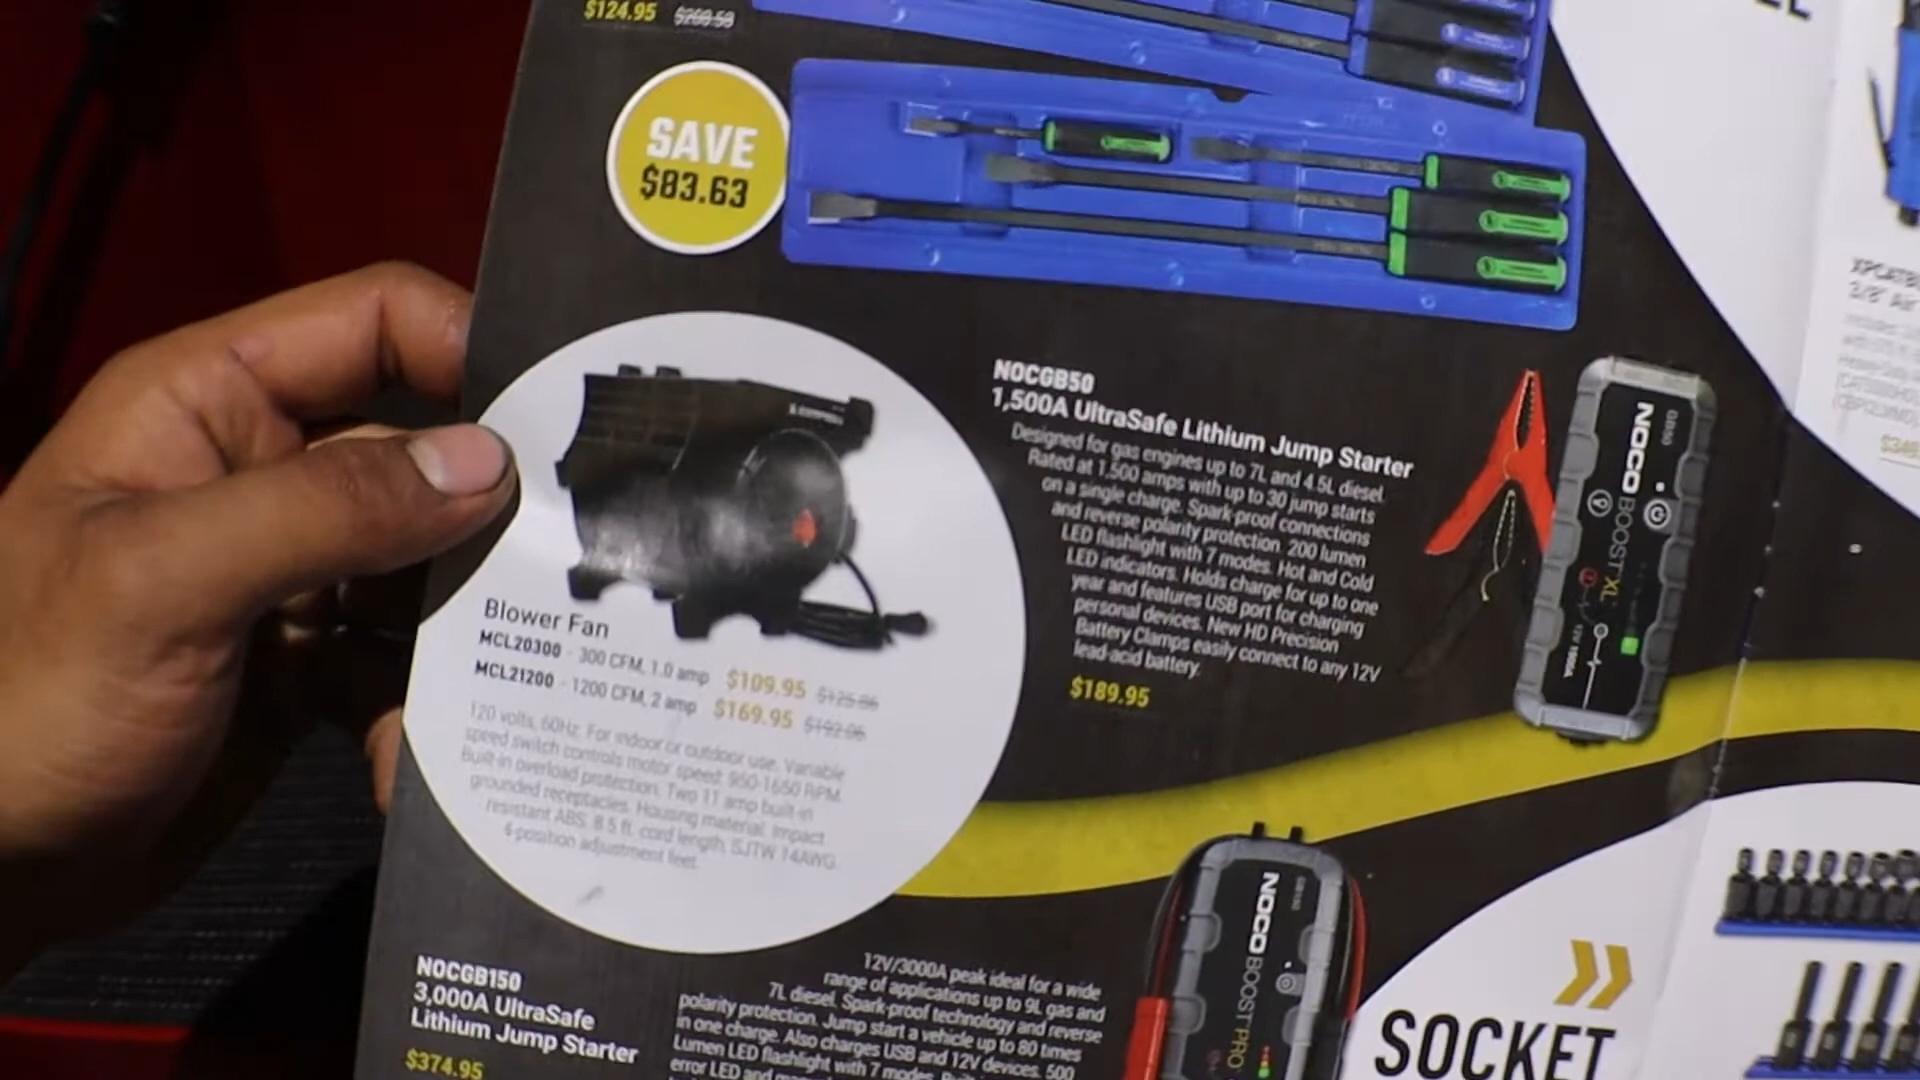 $124.95 $208.58
SAVE
$83.63
NOCGB50
1,500A UltraSafe Lithium Jump Starter
Designed for gas engines up to 7L and 4.5L diesel.
Rated at 1,500 amps with up to 30 jump starts
on a single charge. Spark-proof connections
and reverse polarity protection. 200 lumen
LED flashlight with 7 modes. Hot and Cold
LED indicators. Holds charge for up to one
year and features USB port for charging
personal devices. New HD Precision
Battery Clamps easily connect to any 12V
lead-acid battery.
$189.95
GB50
NOCO BOOST XL
12V 1500A
Blower Fan
MCL20300 - 300 CFM, 1.0 amp $109.95 $125.86
MCL21200 - 1200 CFM, 2 amp $169.95 $192.06
120 volts, 60Hz. For indoor or outdoor use. Variable
speed switch controls motor speed: 950-1650 RPM.
Built-in overload protection. Two 11 amp built-in
grounded receptacles. Housing material: Impact
resistant ABS. 8.5 ft. cord length. SJTW 14AWG.
6-position adjustment feet.
NOCGB150
3,000A UltraSafe
Lithium Jump Starter
$374.95
12V/3000A peak ideal for a wide
range of applications up to 9L gas and
7L diesel. Spark-proof technology and reverse
polarity protection. Jump start a vehicle up to 80 times
in one charge. Also charges USB and 12V devices. 500
Lumen LED flashlight with 7 modes.
error LED and
GB150
NOCO BOOST PRO
SOCKET